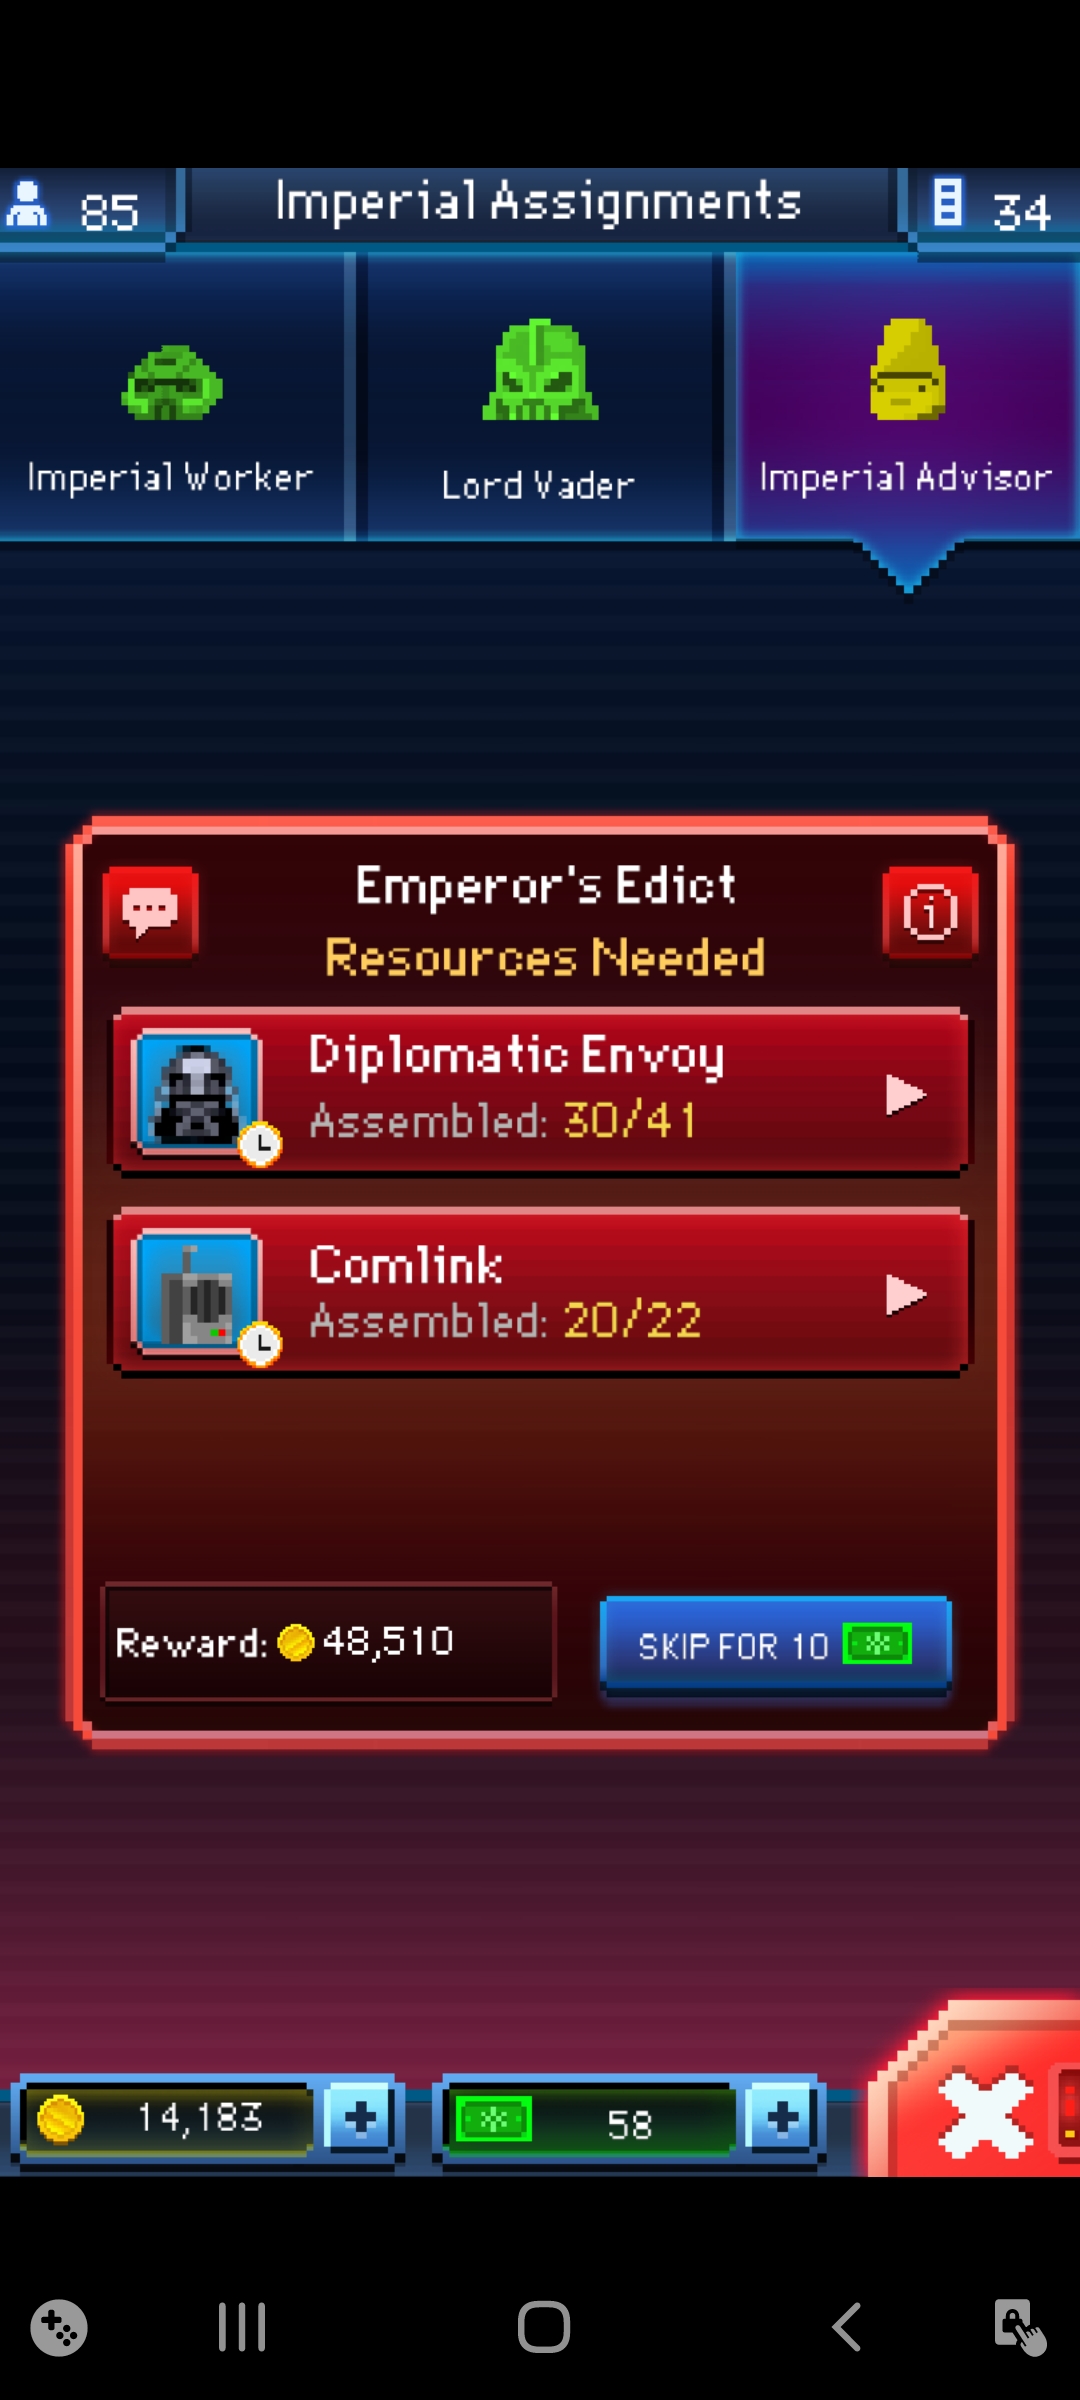 85
Imperial Assignments
34
Imperial Worker
Lord Vader
Imperial Advisor
Emperor's Edict
Resources Needed
Diplomatic Envoy
Assembled: 30/41
Comlink
Assembled: 20/22
Reward: 48,510
SKIP FOR 10
14,183
58